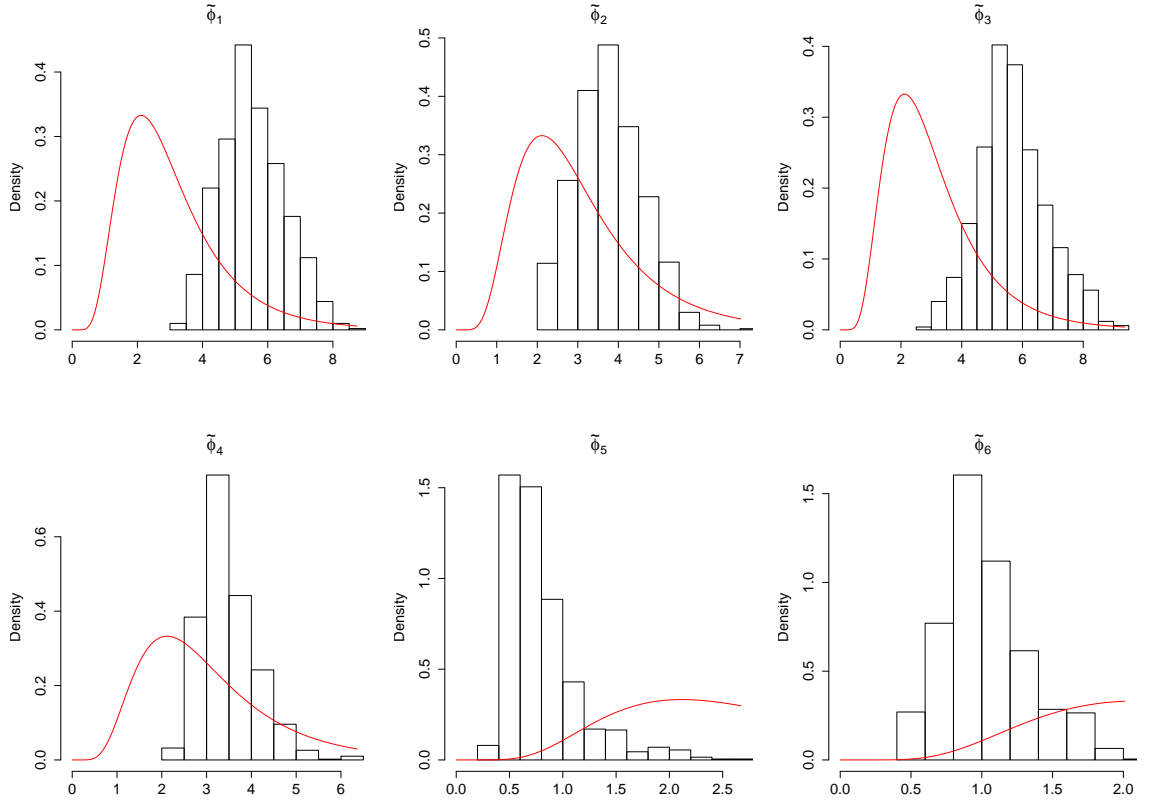 ϕ̃1
ϕ̃2
ϕ̃3
Density
0.0 0.1 0.2 0.3 0.4
0 2 4 6 8
Density
0.0 0.1 0.2 0.3 0.4 0.5
0 1 2 3 4 5 6 7
Density
0.0 0.1 0.2 0.3 0.4
0 2 4 6 8
ϕ̃4
ϕ̃5
ϕ̃6
Density
0.0 0.2 0.4 0.6
0 1 2 3 4 5 6
Density
0.0 0.5 1.0 1.5
0.0 0.5 1.0 1.5 2.0 2.5
Density
0.0 0.5 1.0 1.5
0.0 0.5 1.0 1.5 2.0